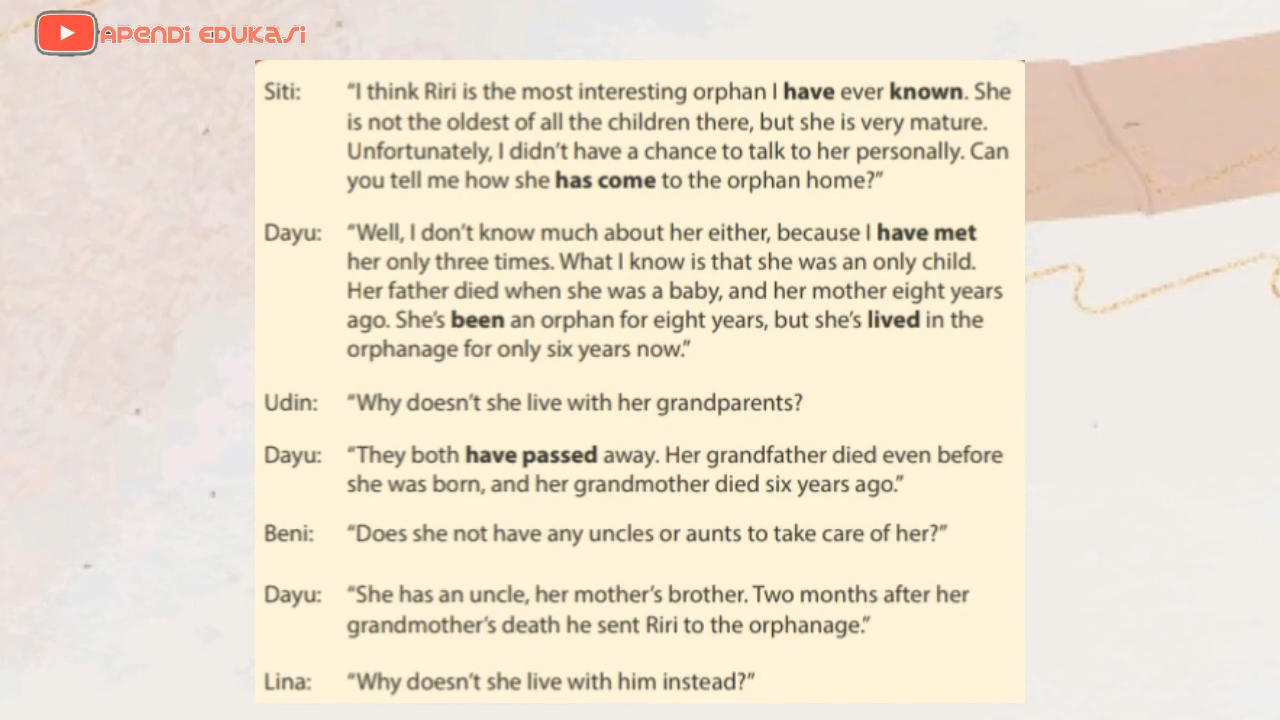 APENDI EDUKASI
Siti: “I think Riri is the most interesting orphan I have ever known. She
is not the oldest of all the children there, but she is very mature.
Unfortunately, I didn’t have a chance to talk to her personally. Can
you tell me how she has come to the orphan home?”
Dayu: “Well, I don’t know much about her either, because I have met
her only three times. What I know is that she was an only child.
Her father died when she was a baby, and her mother eight years
ago. She’s been an orphan for eight years, but she’s lived in the
orphanage for only six years now.”
Udin: “Why doesn’t she live with her grandparents?
Dayu: “They both have passed away. Her grandfather died even before
she was born, and her grandmother died six years ago.”
Beni: “Does she not have any uncles or aunts to take care of her?”
Dayu: “She has an uncle, her mother’s brother. Two months after her
grandmother’s death he sent Riri to the orphanage.”
Lina: “Why doesn’t she live with him instead?”